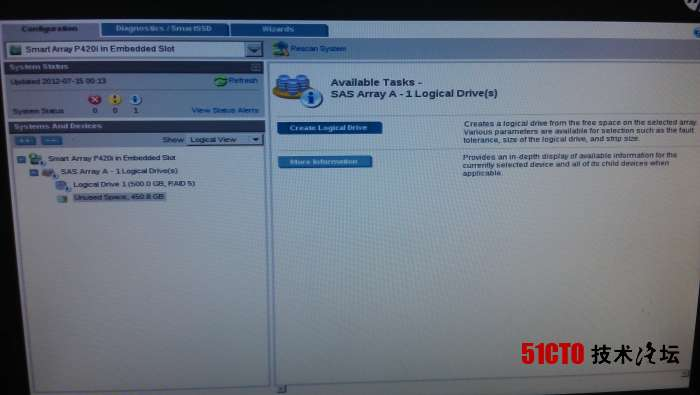 Configuration
Diagnostics / SmartSSD
Wizards
Smart Array P420i in Embedded Slot
Rescan System
System Status
Updated 2012-07-15 00:13
Refresh
System Status
0 0 1
View Status Alerts
Systems And Devices
Show
Logical View
Smart Array P420i in Embedded Slot
SAS Array A - 1 Logical Drive(s)
Logical Drive 1 (500.0 GB, RAID 5)
Unused Space, 450.8 GB
Available Tasks -
SAS Array A - 1 Logical Drive(s)
Create Logical Drive
Creates a logical drive from the free space on the selected array.
Various parameters are available for selection such as the fault
tolerance, size of the logical drive, and strip size.
More Information
Provides an in-depth display of available information for the
currently selected device and all of its child devices when
applicable.
51CTO 技术论坛